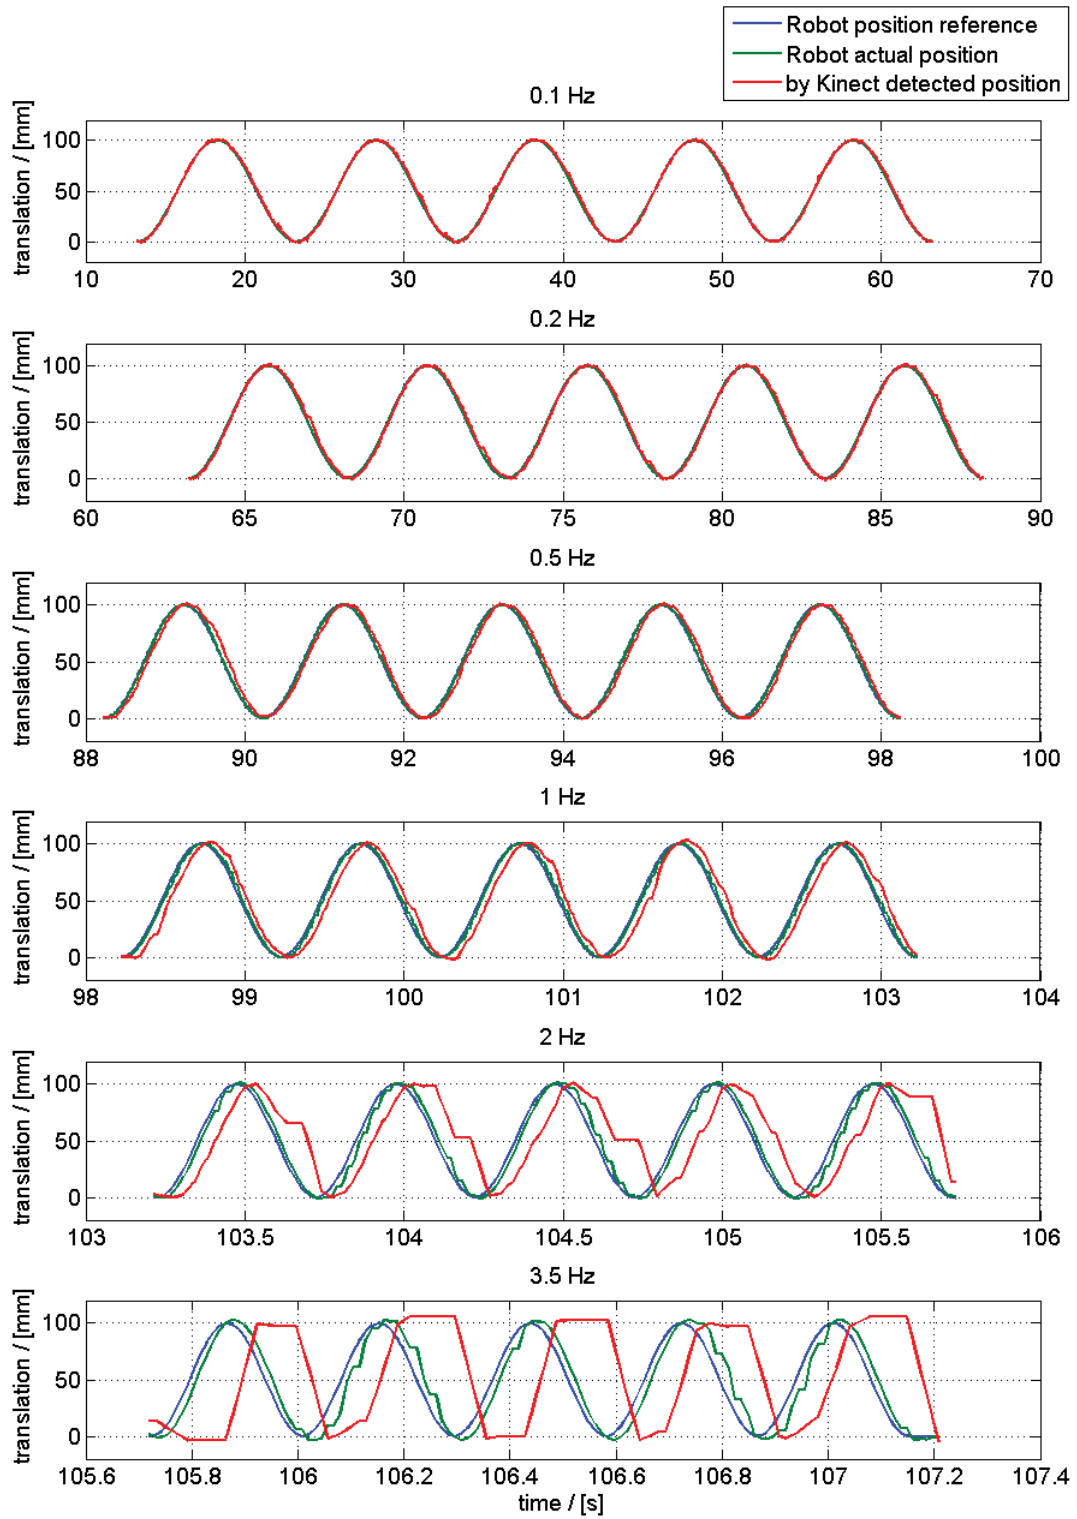 Robot position reference
Robot actual position
by Kinect detected position
0.1 Hz
translation / [mm]
100
50
0
10 20 30 40 50 60 70
0.2 Hz
translation / [mm]
100
50
0
60 65 70 75 80 85 90
0.5 Hz
translation / [mm]
100
50
0
88 90 92 94 96 98 100
1 Hz
translation / [mm]
100
50
0
98 99 100 101 102 103 104
2 Hz
translation / [mm]
100
50
0
103 103.5 104 104.5 105 105.5 106
3.5 Hz
translation / [mm]
100
50
0
105.6 105.8 106 106.2 106.4 106.6 106.8 107 107.2 107.4
time / [s]